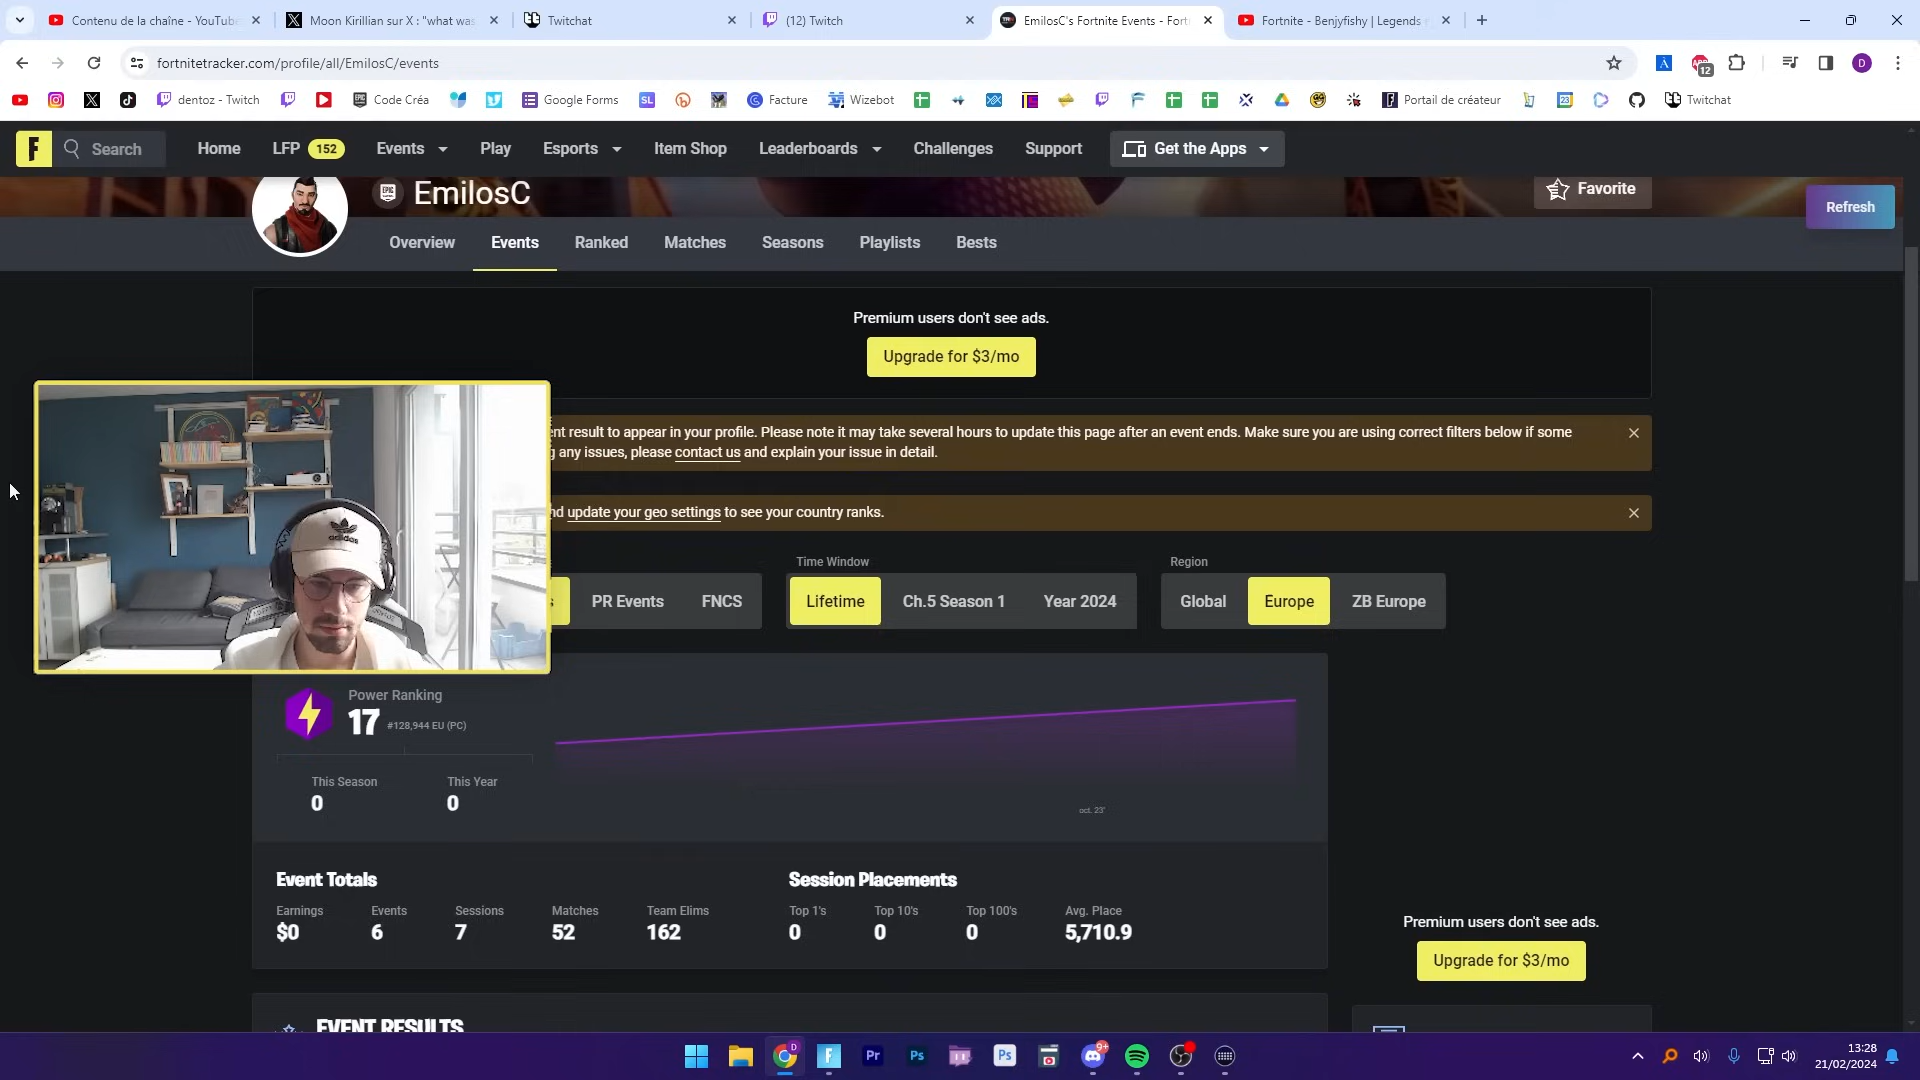 Contenu de la chaîne - YouTube
Moon Kirillian sur X : "what was
Twitchat
(12) Twitch
EmilosC's Fortnite Events - Fort
Fortnite - Benjyfishy | Legends
fortnitetracker.com/profile/all/EmilosC/events
12
D
dentoz - Twitch
Code Créa
SL
Google Forms
Facture
Wizebot
23
Portail de créateur
Twitchat
F
Search
Home
LFP
152
Events
Play
Esports
Item Shop
Leaderboards
Challenges
Support
Get the Apps
EPIC
EmilosC
Favorite
Refresh
Overview
Events
Ranked
Matches
Seasons
Playlists
Bests
Premium users don't see ads.
Upgrade for $3/mo
result to appear in your profile. Please note it may take several hours to update this page after an event ends. Make sure you are using correct filters below if some
any issues, please contact us and explain your issue in detail.
update your geo settings to see your country ranks.
Time Window
Region
PR Events
FNCS
Lifetime
Ch.5 Season 1
Year 2024
Global
Europe
ZB Europe
adidas
Power Ranking
17
#128,944 EU (PC)
This Season
0
This Year
0
oct. 23'
Event Totals
Earnings
$0
Events
6
Sessions
7
Matches
52
Team Elims
162
Session Placements
Top 1's
0
Top 10's
0
Top 100's
0
Avg. Place
5,710.9
Premium users don't see ads.
Upgrade for $3/mo
EVENT RESULTS
D
Pr
Ps
Ps
9+
13:28
21/02/2024